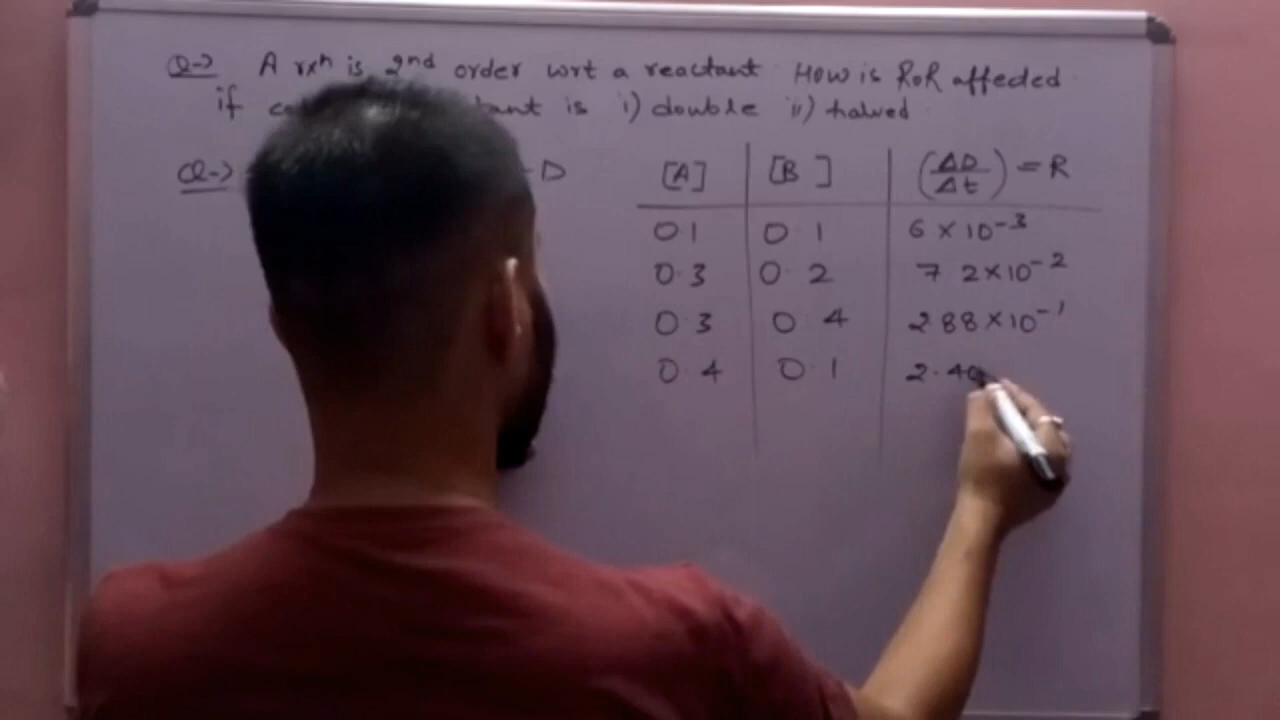 Q-> A rxn is 2nd order wrt a reactant. How is RoR affeded
if tant is i) double ii) halved
Q-> D
[A] [B ] (ΔD/Δt) = R
0.1 0.1 6 × 10-3
0.3 0.2 7.2×10-2
0.3 0.4 2.88×10-1
0.4 0.1 2.40